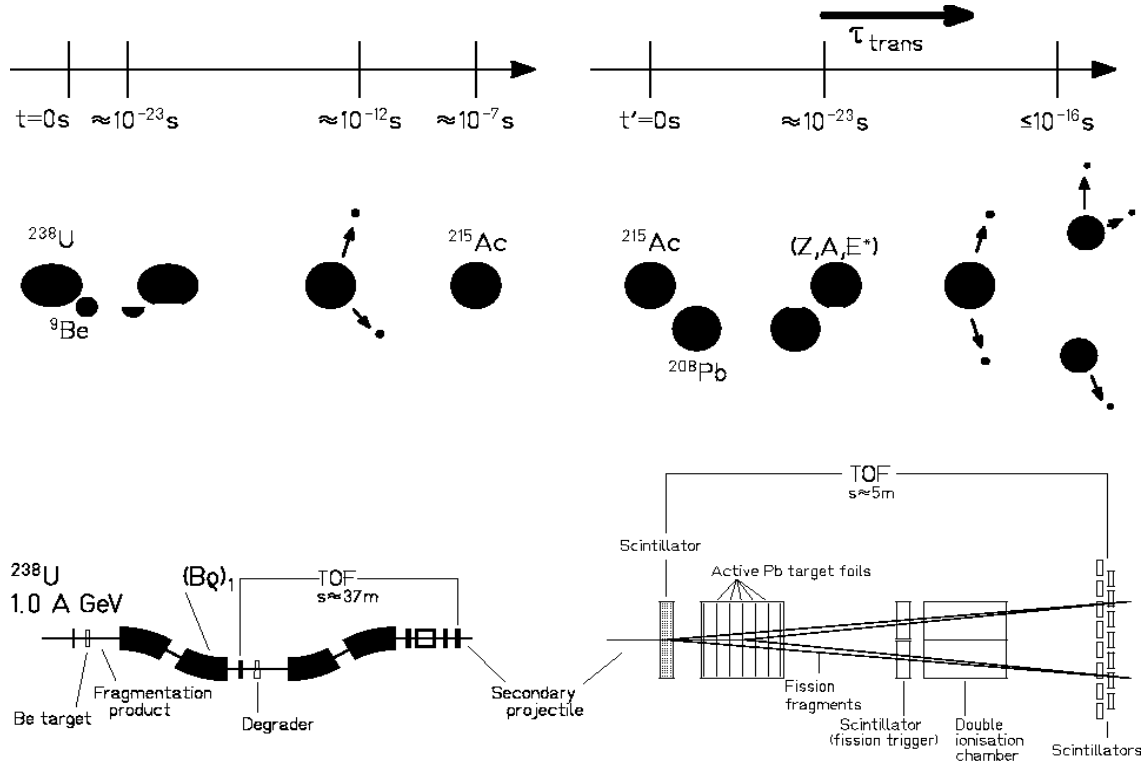 τtrans
t=0s ≈10⁻²³s ≈10⁻¹²s ≈10⁻⁷s
t'=0s ≈10⁻²³s ≤10⁻¹⁶s
²³⁸U
⁹Be
²¹⁵Ac
²¹⁵Ac
(Z,A,E*)
²⁰⁸Pb
²³⁸U
1.0 A GeV
(Bϱ)₁
TOF
s≈37m
Be target
Fragmentation
product
Degrader
Secondary
projectile
TOF
s≈5m
Scintillator
Active Pb target foils
Fission
fragments
Scintillator
(fission trigger)
Double
ionisation
chamber
Scintillators